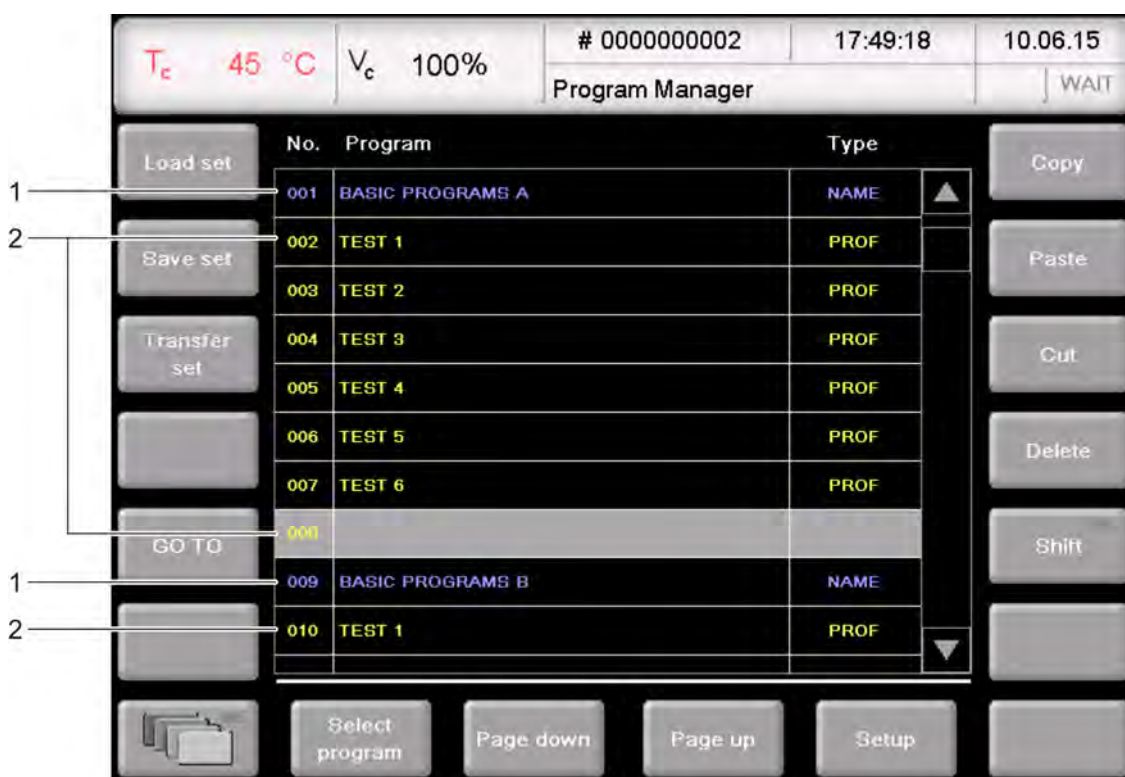 Tc 45 °C
Vc 100%
# 0000000002
17:49:18
10.06.15
Program Manager
WAIT
Load set
Save set
Transfer
set
GO TO
No. Program Type
1
001 BASIC PROGRAMS A NAME
2
002 TEST 1 PROF
003 TEST 2 PROF
004 TEST 3 PROF
005 TEST 4 PROF
006 TEST 5 PROF
007 TEST 6 PROF
008
1
009 BASIC PROGRAMS B NAME
2
010 TEST 1 PROF
Copy
Paste
Cut
Delete
Shift
Select
program
Page down
Page up
Setup